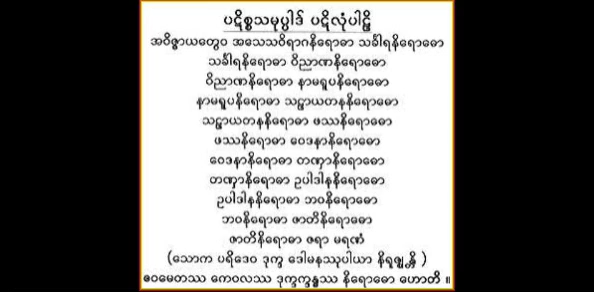 ပဋိစ္စသမုပ္ပါဒ် ပဋိလုံပါဠိ
အဝိဇ္ဇာယတွေဝ အသေသဝိရာဂနိရောဓာ သင်္ခါရနိရောဓော
သင်္ခါရနိရောဓာ ဝိညာဏနိရောဓော
ဝိညာဏနိရောဓာ နာမရူပနိရောဓော
နာမရူပနိရောဓာ သဠာယတနနိရောဓော
သဠာယတနနိရောဓာ ဖဿနိရောဓော
ဖဿနိရောဓာ ဝေဒနာနိရောဓော
ဝေဒနာနိရောဓာ တဏှာနိရောဓော
တဏှာနိရောဓာ ဥပါဒါနနိရောဓော
ဥပါဒါနနိရောဓာ ဘဝနိရောဓော
ဘဝနိရောဓာ ဇာတိနိရောဓော
ဇာတိနိရောဓာ ဇရာ မရဏံ
(သောက ပရိဒေဝ ဒုက္ခ ဒေါမနဿုပါယာ နိရုဇ္ဈန္တိ )
ဧဝမေတဿ ကေဝလဿ ဒုက္ခက္ခန္ဓဿ နိရောဓော ဟောတိ ။